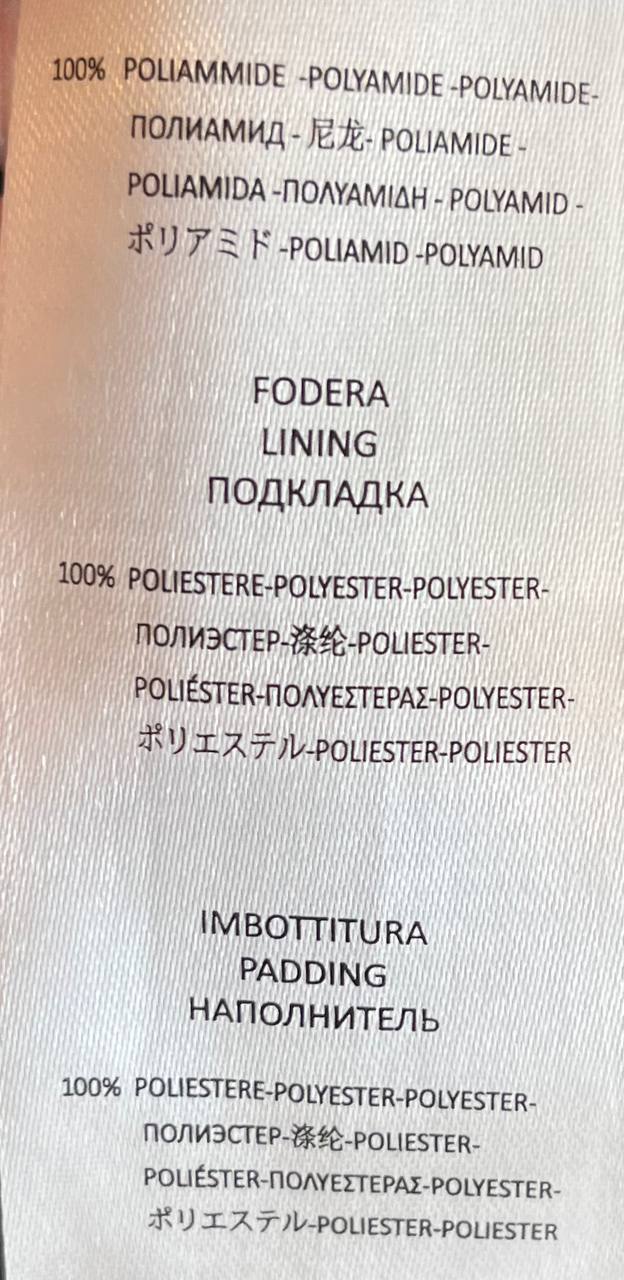 100% POLIAMMIDE -POLYAMIDE -POLYAMIDE-
ПОЛИАМИД - 尼龙- POLIAMIDE -
POLIAMIDA -ΠΟΛΥΑΜΙΔΗ - POLYAMID -
ポリアミド -POLIAMID -POLYAMID
FODERA
LINING
ПОДКЛАДКА
100% POLIESTERE-POLYESTER-POLYESTER-
ПОЛИЭСТЕР-涤纶-POLIESTER-
POLIÉSTER-ΠΟΛΥΕΣΤΕΡΑΣ-POLYESTER-
ポリエステル-POLIESTER-POLIESTER
IMBOTTITURA
PADDING
НАПОЛНИТЕЛЬ
100% POLIESTERE-POLYESTER-POLYESTER-
ПОЛИЭСТЕР-涤纶-POLIESTER-
POLIÉSTER-ΠΟΛΥΕΣΤΕΡΑΣ-POLYESTER-
ポリエステル-POLIESTER-POLIESTER